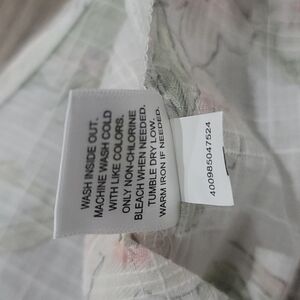 WASH INSIDE OUT.
MACHINE WASH COLD
WITH LIKE COLORS.
ONLY NON-CHLORINE
BLEACH WHEN NEEDED.
TUMBLE DRY LOW.
WARM IRON IF NEEDED.
400985047524